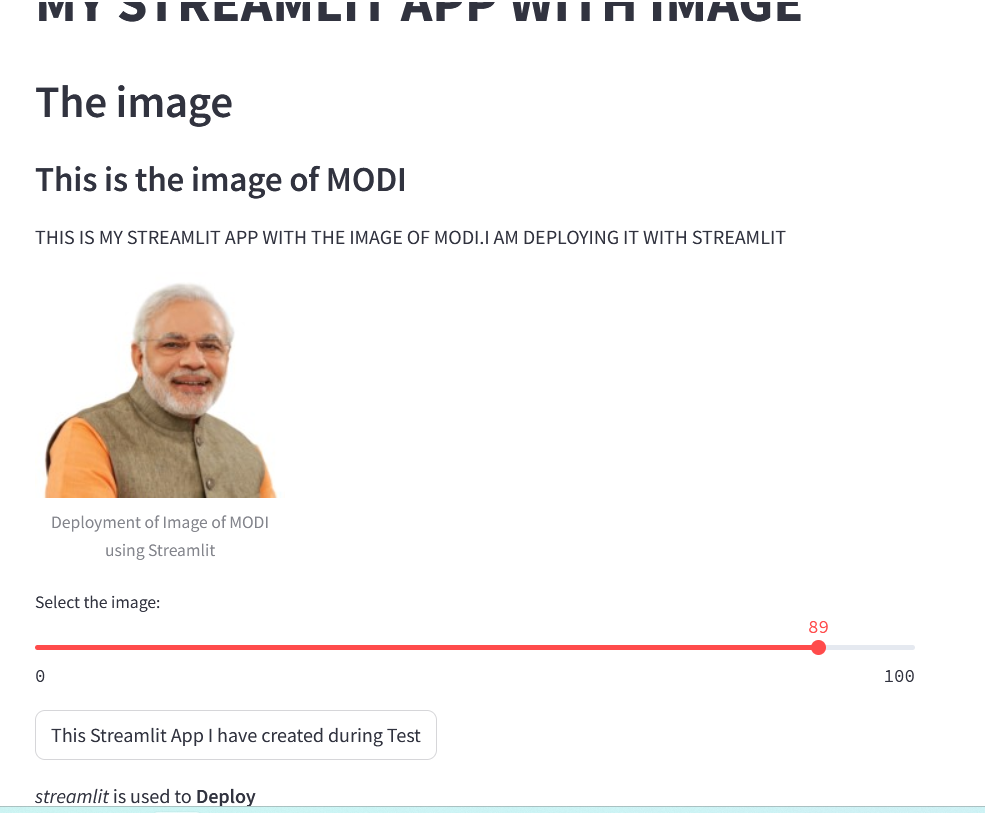 MY STREAMLIT APP WITH IMAGE
The image
This is the image of MODI
THIS IS MY STREAMLIT APP WITH THE IMAGE OF MODI.I AM DEPLOYING IT WITH STREAMLIT
Deployment of Image of MODI
using Streamlit
Select the image:
89
0 100
This Streamlit App I have created during Test
streamlit is used to Deploy